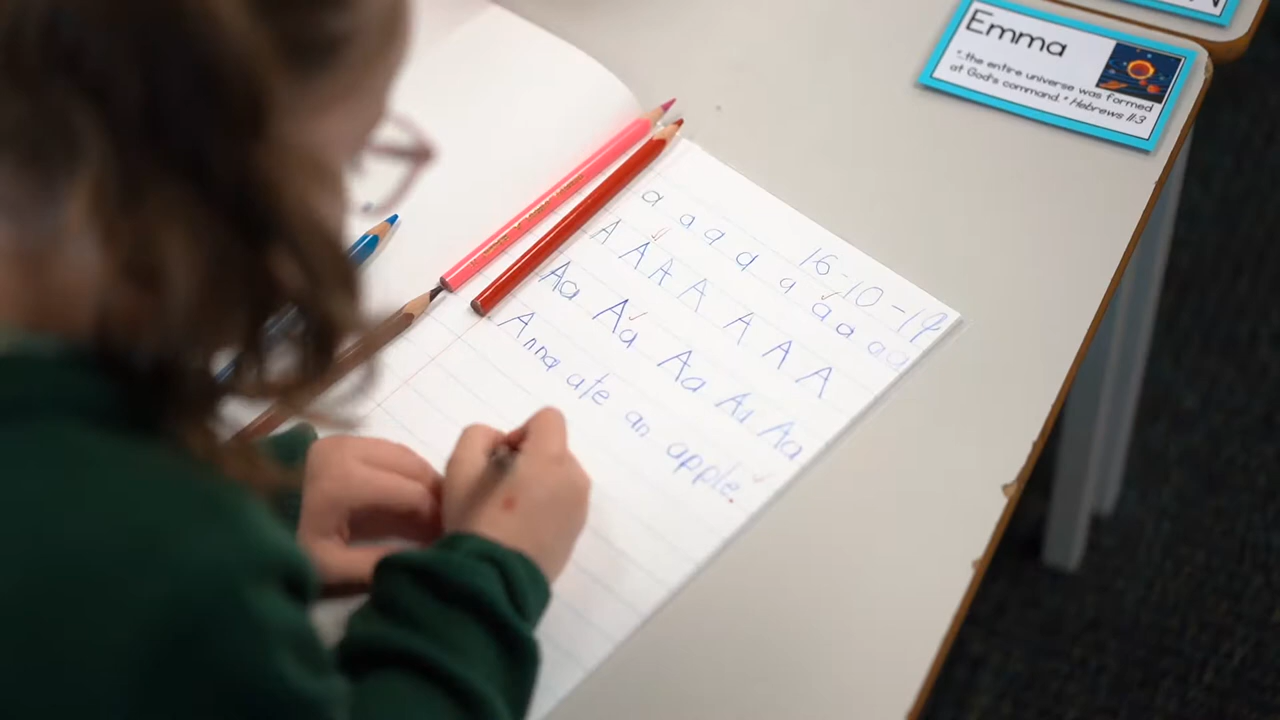 Emma
"...the entire universe was formed
at God's command." Hebrews 11:3
16-10-19
a a a a a a a a a
A A A A A A A
Aa Aa Aa Aa Aa
Anna ate an apple.